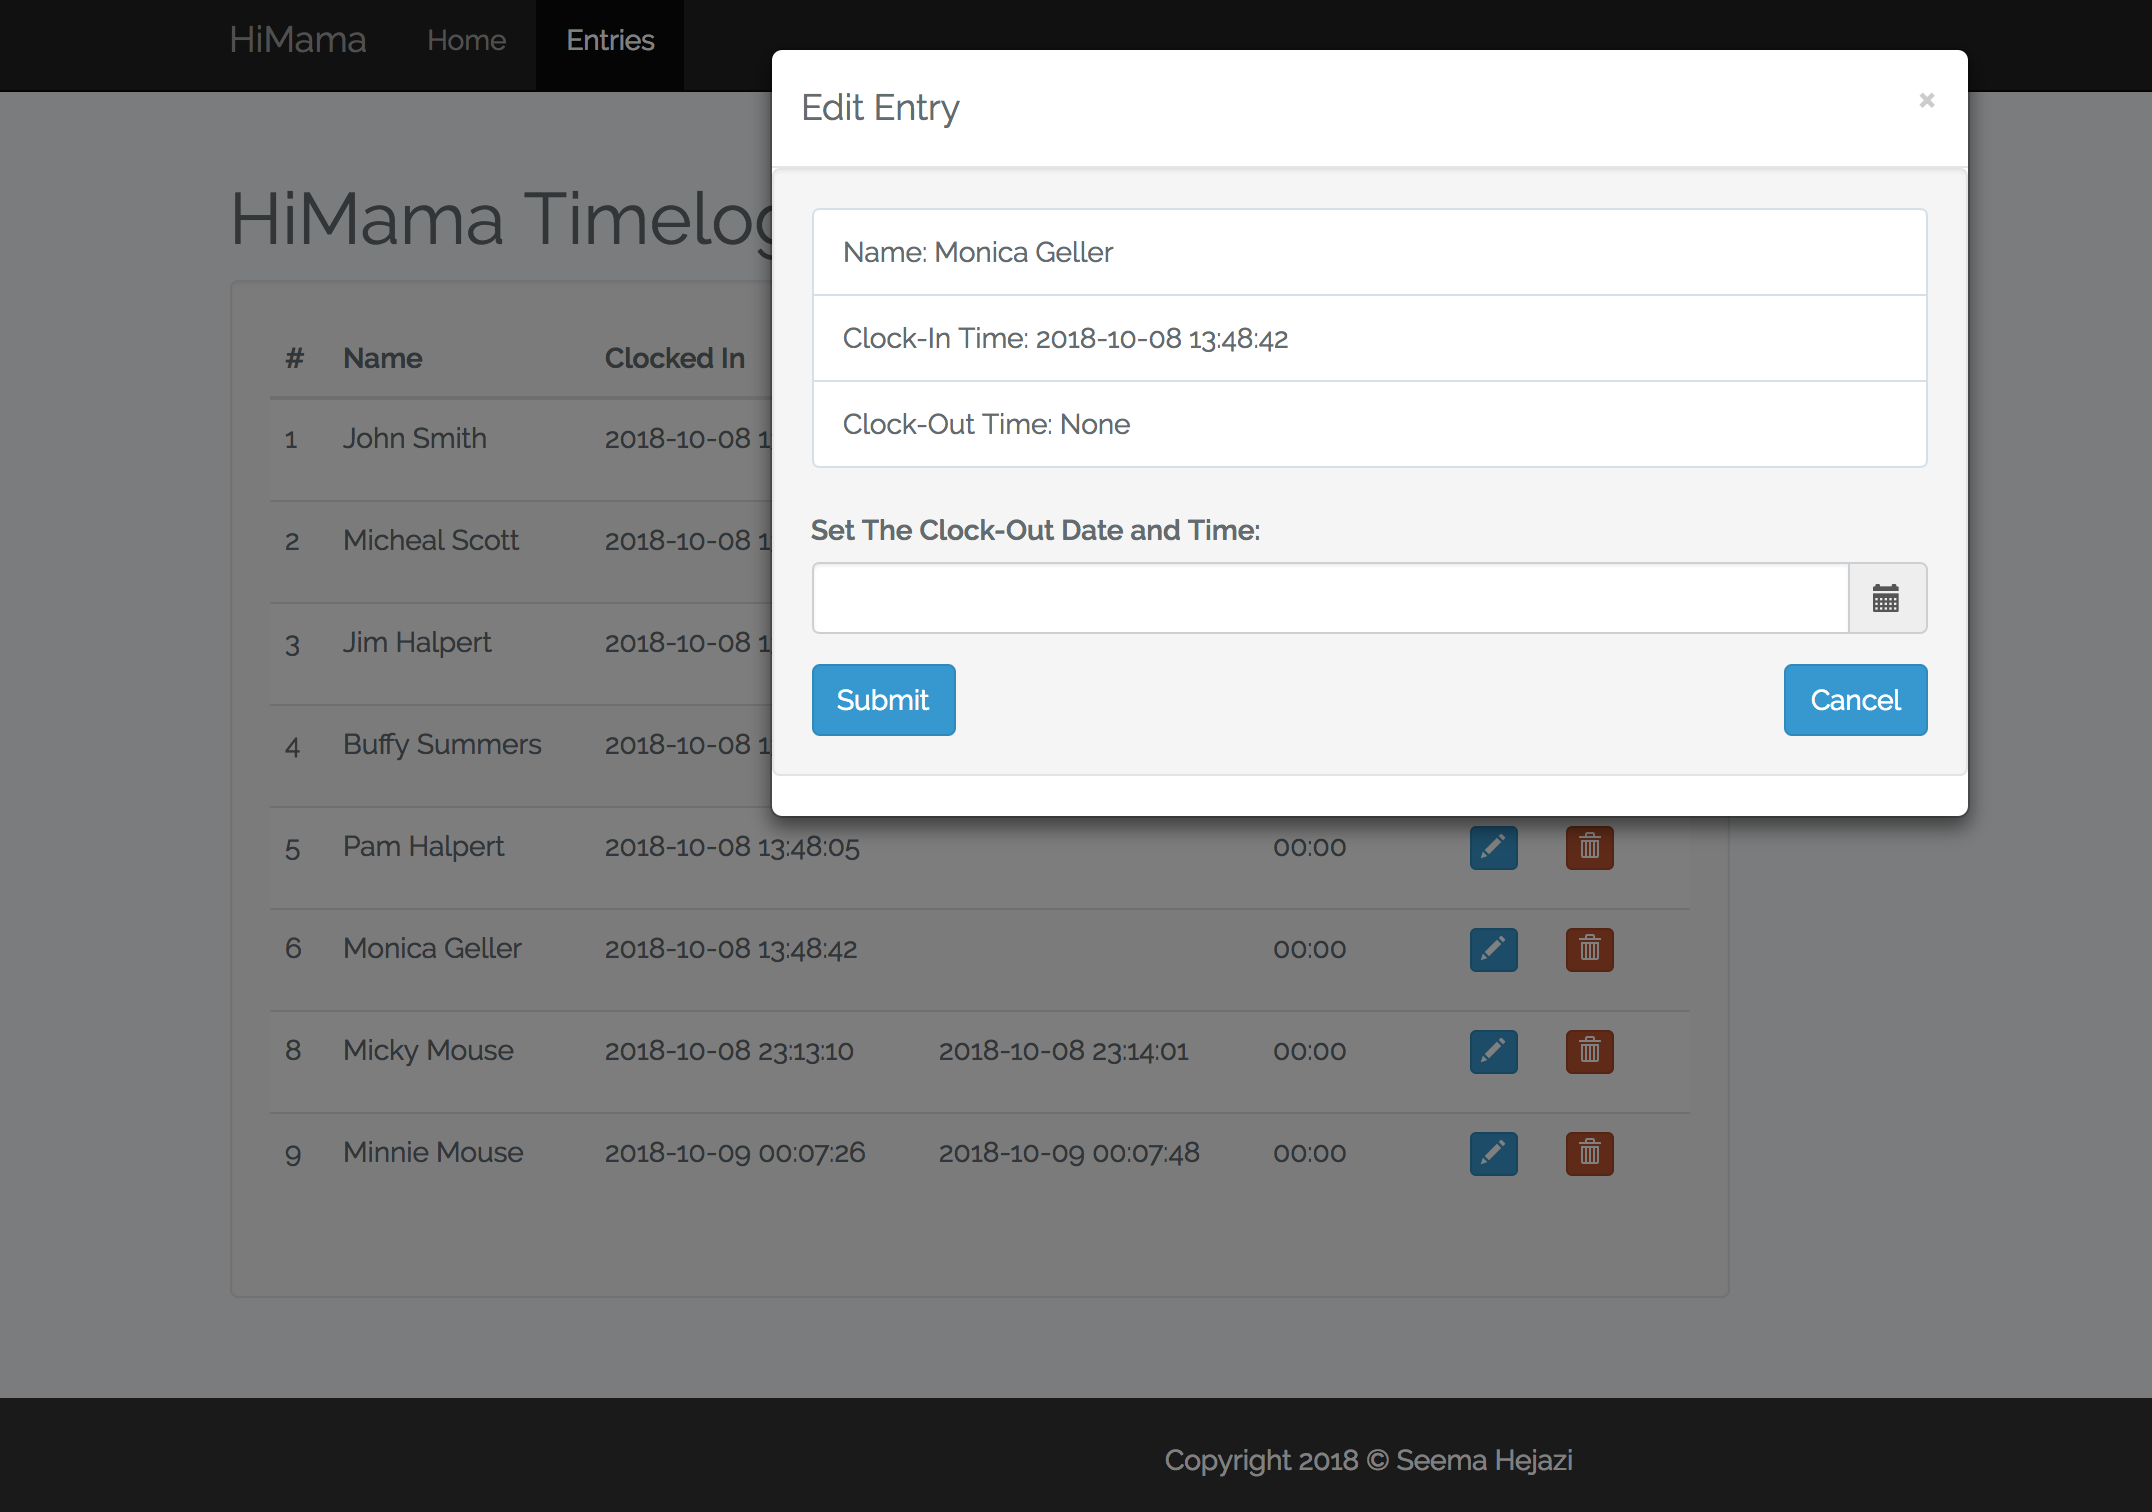 HiMama Home Entries
Edit Entry ×
Name: Monica Geller
Clock-In Time: 2018-10-08 13:48:42
Clock-Out Time: None
Set The Clock-Out Date and Time:
Submit Cancel
HiMama
# Name Clocked In
1 John Smith 2018-10-08
2 Micheal Scott 2018-10-08
3 Jim Halpert 2018-10-08
4 Buffy Summers 2018-10-08
5 Pam Halpert 2018-10-08 13:48:05 00:00
6 Monica Geller 2018-10-08 13:48:42 00:00
8 Micky Mouse 2018-10-08 23:13:10 2018-10-08 23:14:01 00:00
9 Minnie Mouse 2018-10-09 00:07:26 2018-10-09 00:07:48 00:00
Copyright 2018 © Seema Hejazi